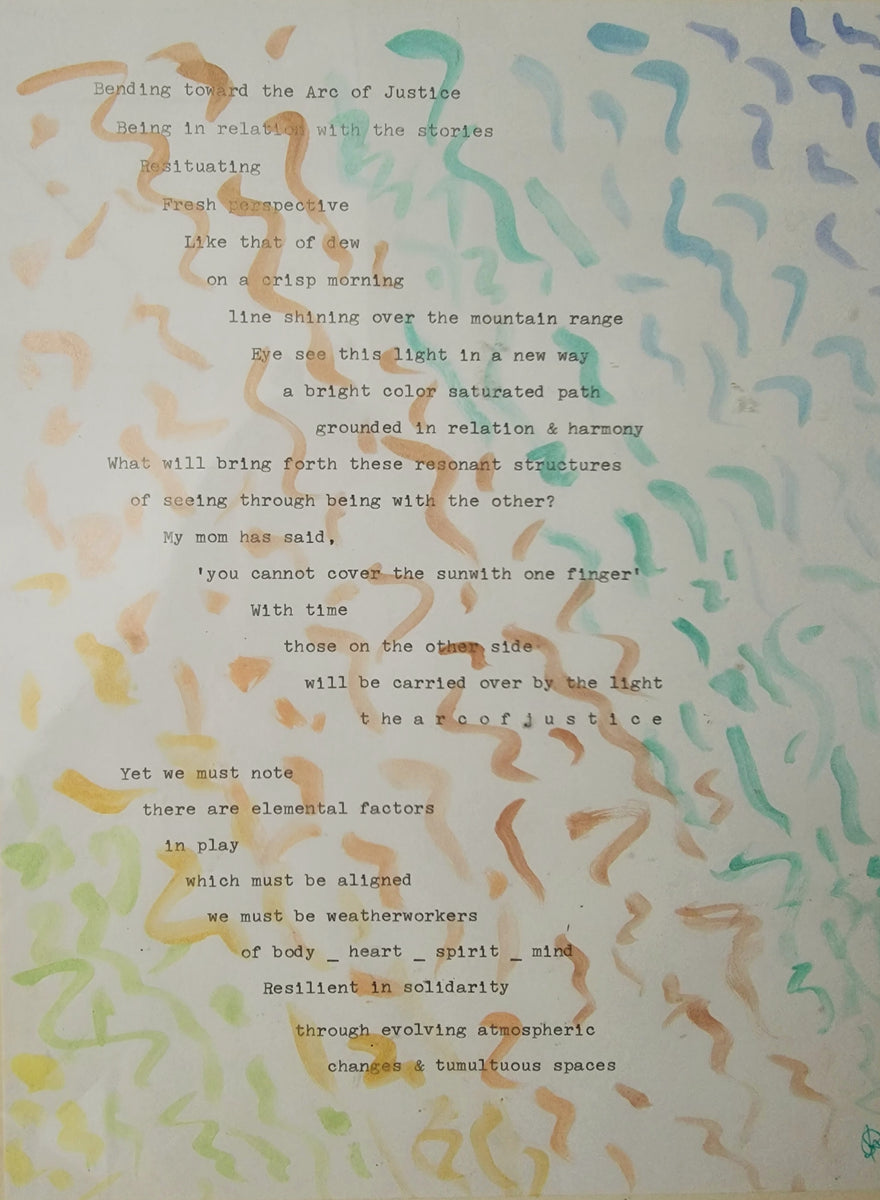 Bending toward the Arc of Justice
Being in relation with the stories
Resituating
Fresh perspective
Like that of dew
on a crisp morning
line shining over the mountain range
Eye see this light in a new way
a bright color saturated path
grounded in relation & harmony
What will bring forth these resonant structures
of seeing through being with the other?
My mom has said,
'you cannot cover the sunwith one finger'
With time
those on the other side
will be carried over by the light
t he a r c o f j u s t i c e
Yet we must note
there are elemental factors
in play
which must be aligned
we must be weatherworkers
of body _ heart _ spirit _ mind
Resilient in solidarity
through evolving atmospheric
changes & tumultuous spaces